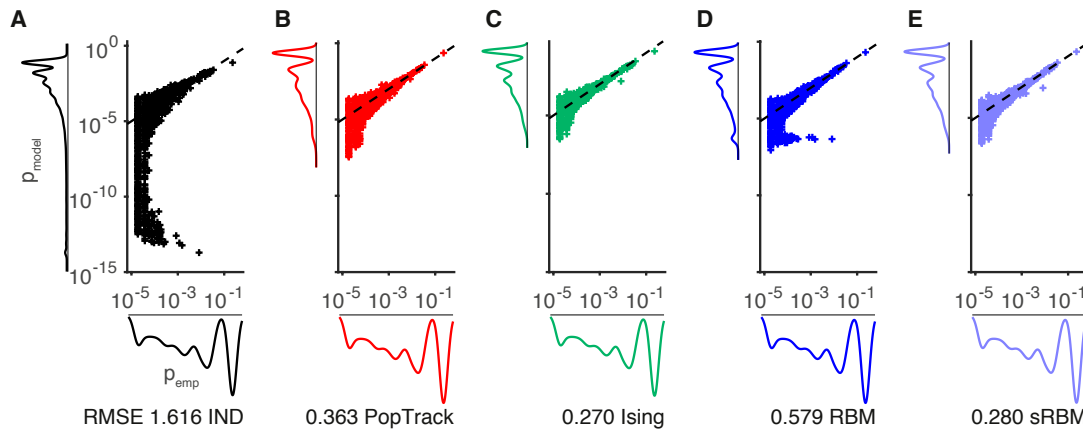 A B C D E
10^0
10^-5
p_model
10^-10
10^-15
10^-5 10^-3 10^-1 10^-5 10^-3 10^-1 10^-5 10^-3 10^-1 10^-5 10^-3 10^-1 10^-5 10^-3 10^-1
p_emp
RMSE 1.616 IND 0.363 PopTrack 0.270 Ising 0.579 RBM 0.280 sRBM